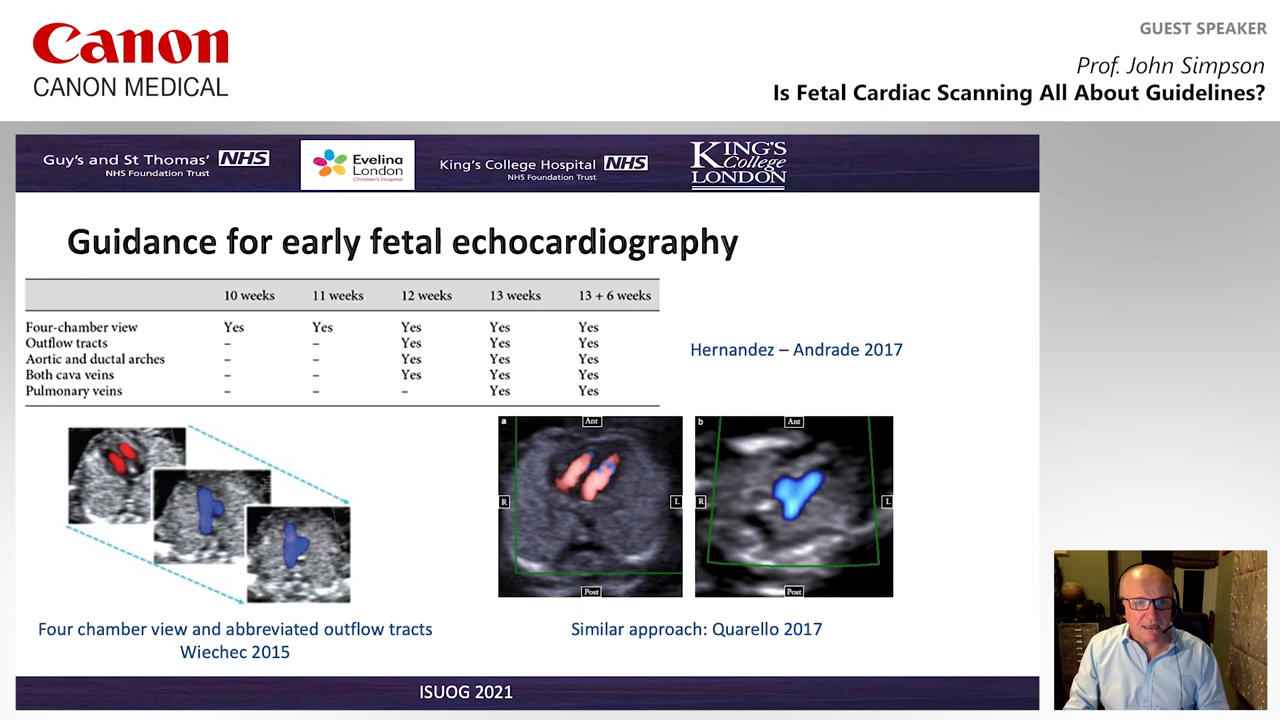 Canon
CANON MEDICAL
GUEST SPEAKER
Prof. John Simpson
Is Fetal Cardiac Scanning All About Guidelines?
Guy's and St Thomas' NHS
NHS Foundation Trust
Evelina
London
Children's Hospital
King's College Hospital NHS
NHS Foundation Trust
KING'S
College
LONDON
Guidance for early fetal echocardiography
10 weeks 11 weeks 12 weeks 13 weeks 13 + 6 weeks
Four-chamber view Yes Yes Yes Yes Yes
Outflow tracts – – Yes Yes Yes
Aortic and ductal arches – – Yes Yes Yes
Both cava veins – – Yes Yes Yes
Pulmonary veins – – – Yes Yes
Hernandez – Andrade 2017
a Ant
R L
Post
b Ant
R L
Post
Four chamber view and abbreviated outflow tracts
Wiechec 2015
Similar approach: Quarello 2017
ISUOG 2021